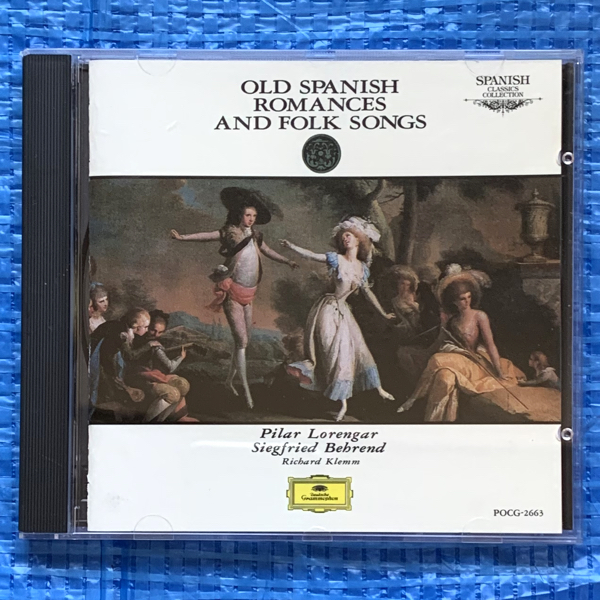 OLD SPANISH
ROMANCES
AND FOLK SONGS
SPANISH
CLASSICS
COLLECTION
Pilar Lorengar
Siegfried Behrend
Richard Klemm
Deutsche
Grammophon
POCG-2663